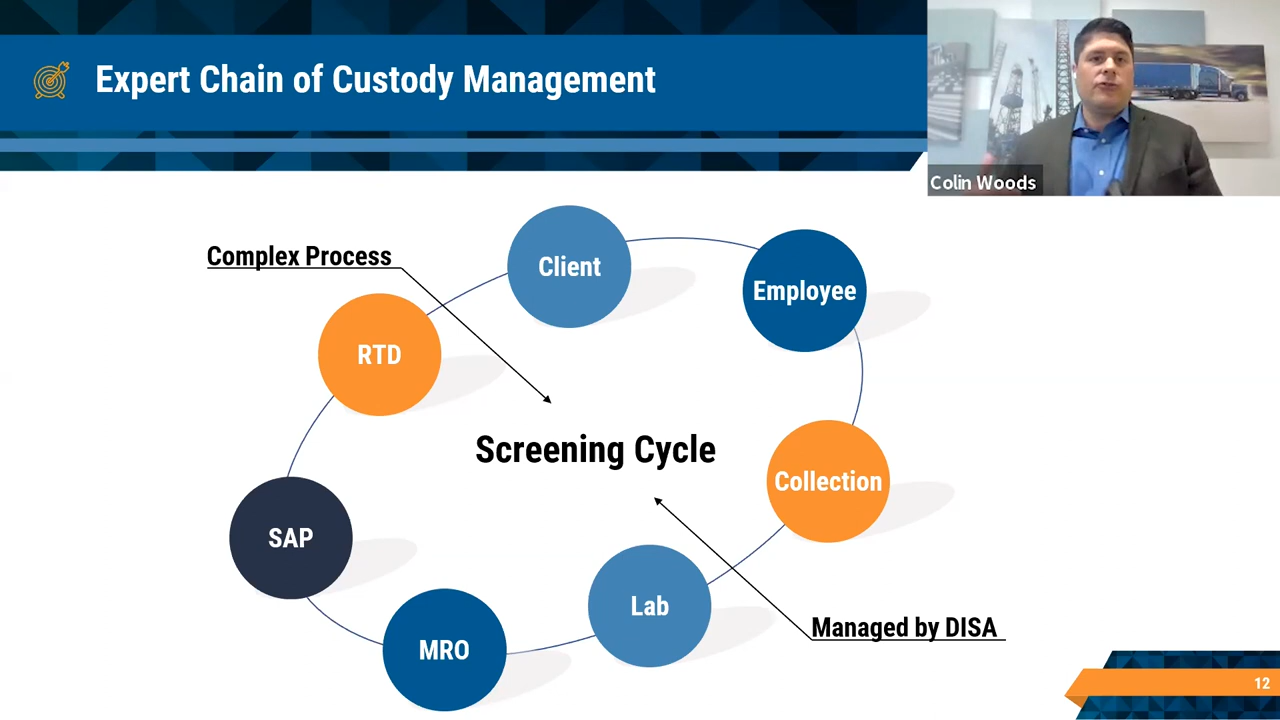 Expert Chain of Custody Management
Colin Woods
Complex Process
Client
Employee
RTD
Screening Cycle
Collection
SAP
Lab
MRO
Managed by DISA
12